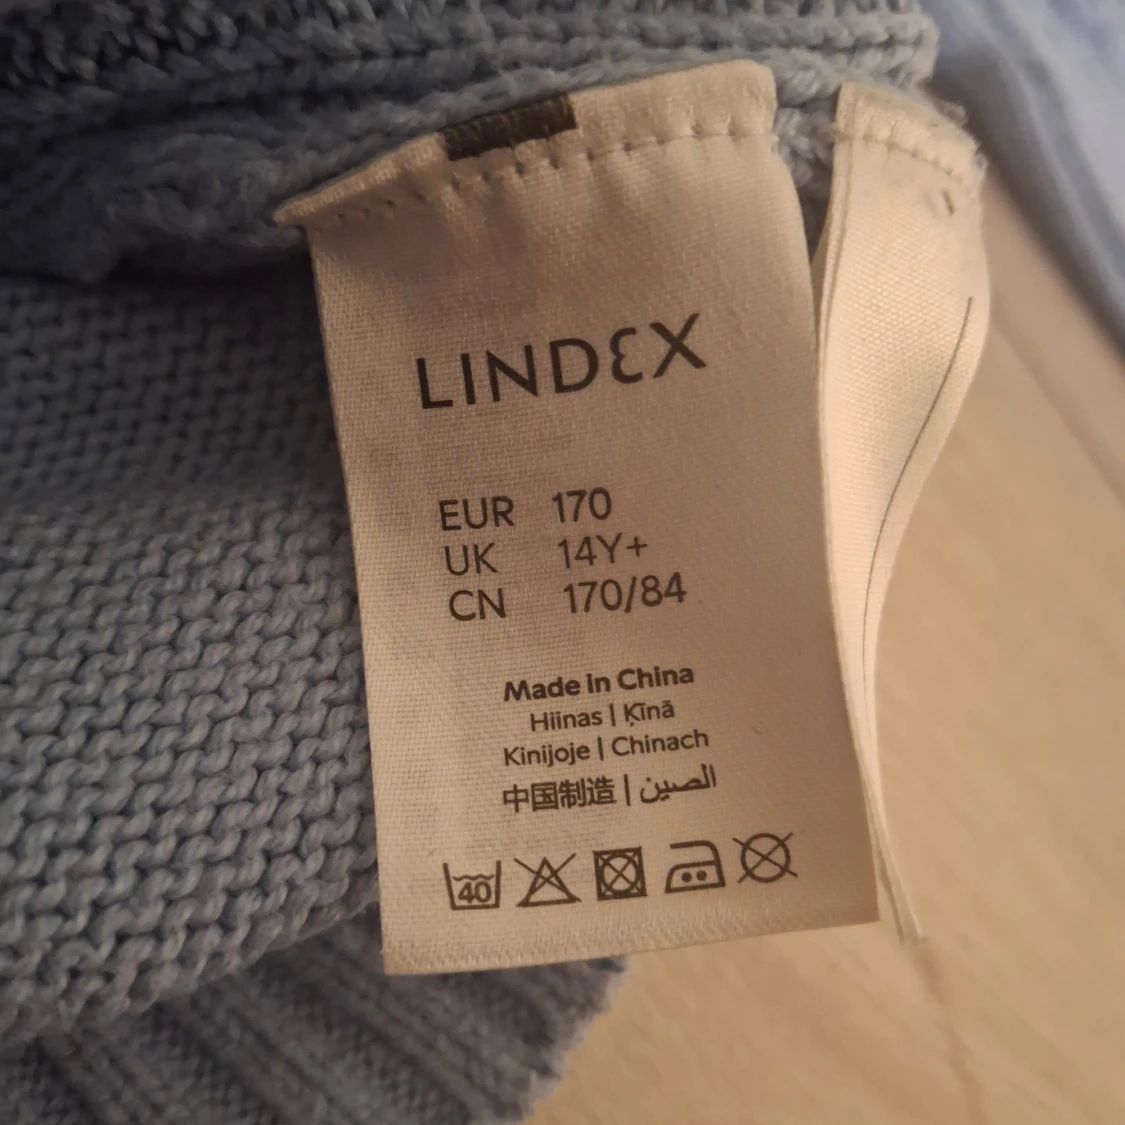 LINDEX
EUR 170
UK 14Y+
CN 170/84
Made in China
Hiinas | Ķīnā
Kinijoje | Chinach
中国制造 | الصين
40